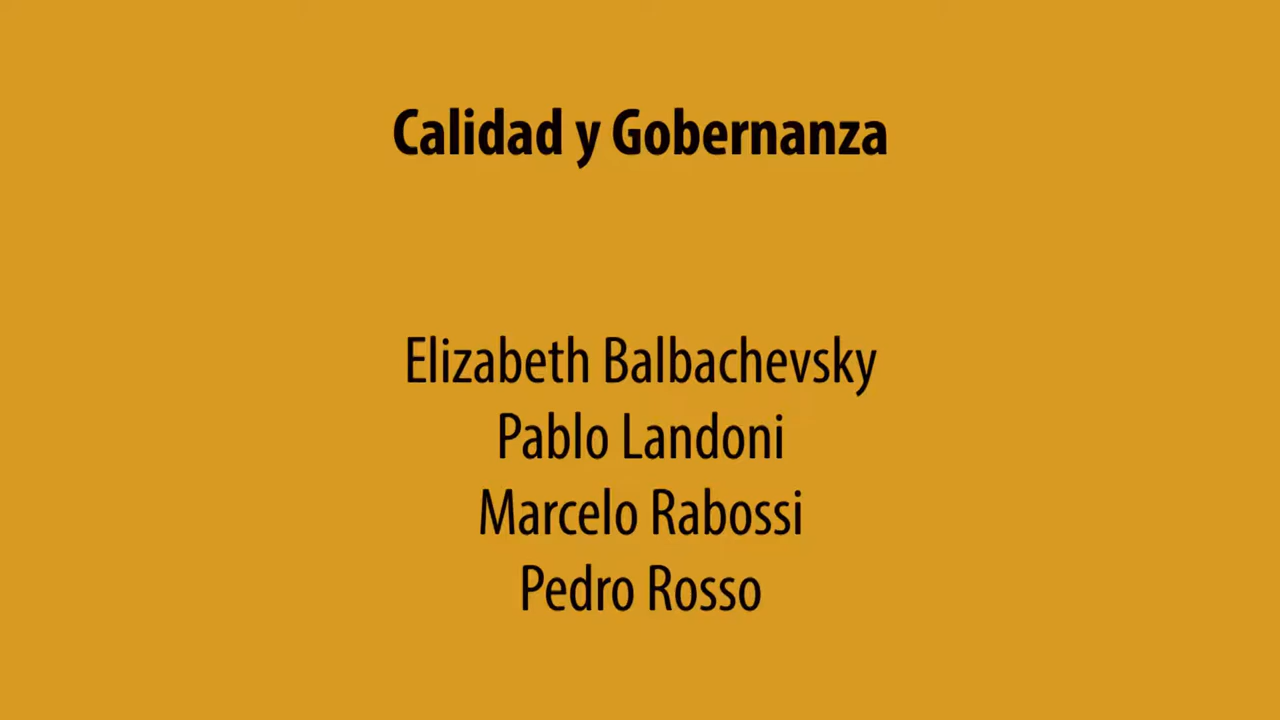 Calidad y Gobernanza
Elizabeth Balbachevsky
Pablo Landoni
Marcelo Rabossi
Pedro Rosso